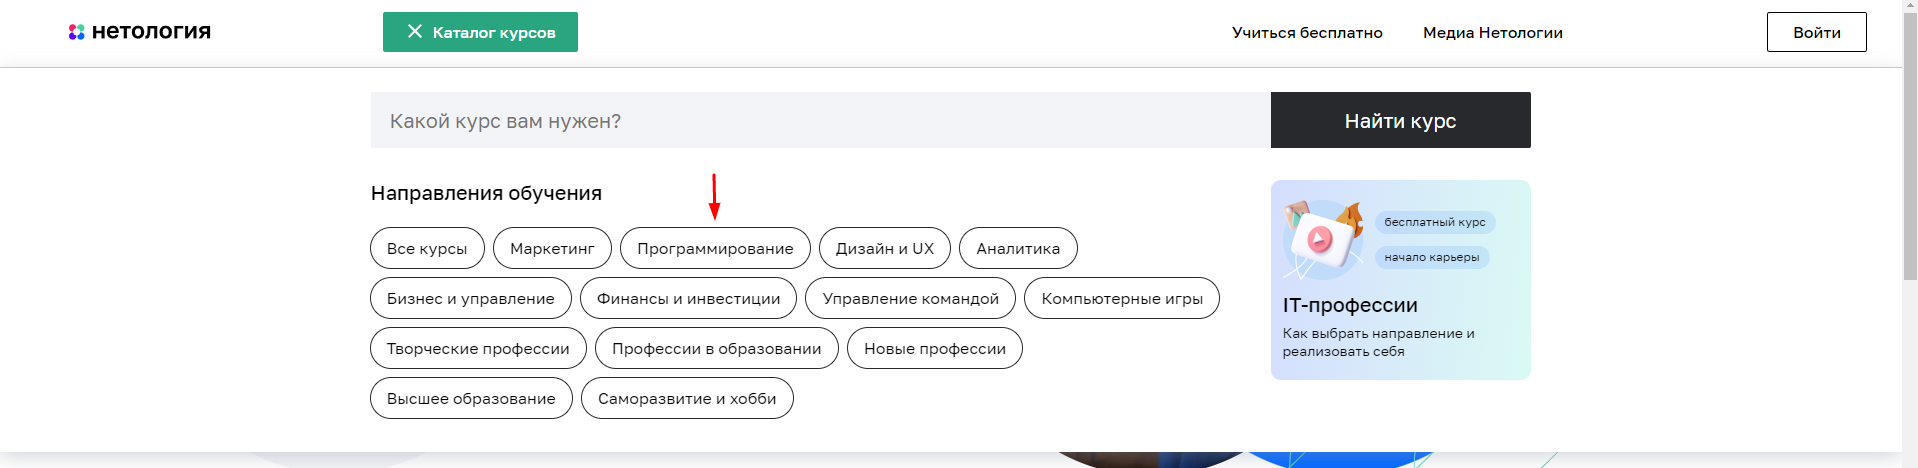 нетология
Каталог курсов
Учиться бесплатно
Медиа Нетологии
Войти
Какой курс вам нужен?
Найти курс
Направления обучения
Все курсы
Маркетинг
Программирование
Дизайн и UX
Аналитика
Бизнес и управление
Финансы и инвестиции
Управление командой
Компьютерные игры
Творческие профессии
Профессии в образовании
Новые профессии
Высшее образование
Саморазвитие и хобби
бесплатный курс
начало карьеры
IT-профессии
Как выбрать направление и
реализовать себя